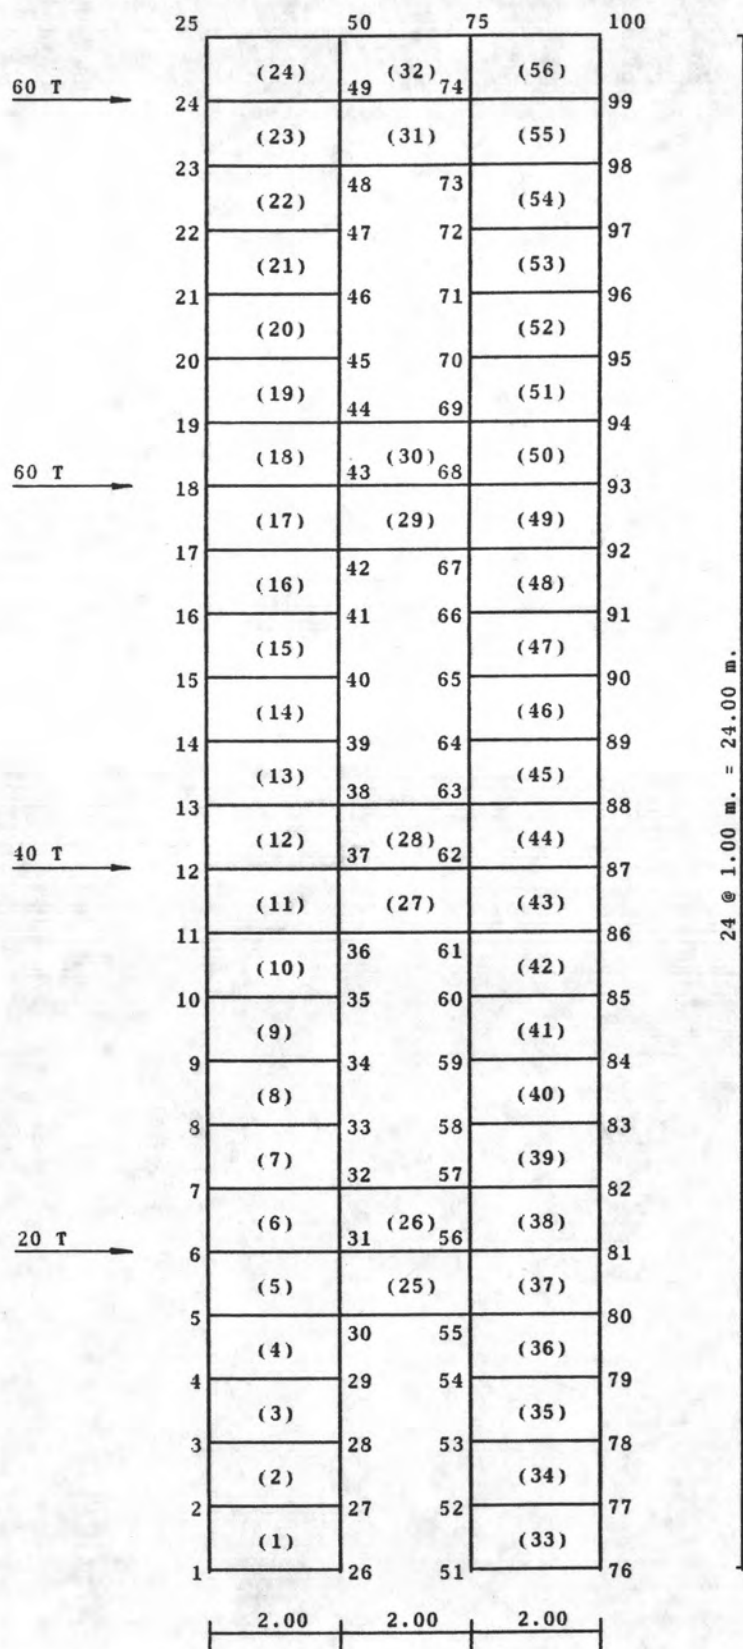 25 50 75 100
(24) (32) (56)
60 T 49 74
24 99
(23) (31) (55)
23 98
48 73
(22) (54)
22 47 72 97
(21) (53)
21 46 71 96
(20) (52)
20 45 70 95
(19) (51)
44 69
19 94
(18) (30) (50)
60 T 43 68
18 93
(17) (29) (49)
17 92
42 67
(16) (48)
16 41 66 91
(15) (47)
15 40 65 90
(14) (46)
14 39 64 89
(13) (45)
38 63
13 88
(12) (28) (44)
40 T 37 62
12 87
(11) (27) (43)
11 86
36 61
(10) (42)
10 35 60 85
(9) (41)
9 34 59 84
(8) (40)
8 33 58 83
(7) (39)
32 57
7 82
(6) (26) (38)
20 T 31 56
6 81
(5) (25) (37)
5 80
30 55
(4) (36)
4 29 54 79
(3) (35)
3 28 53 78
(2) (34)
2 27 52 77
(1) (33)
1 26 51 76
2.00 2.00 2.00
24 @ 1.00 m. = 24.00 m.